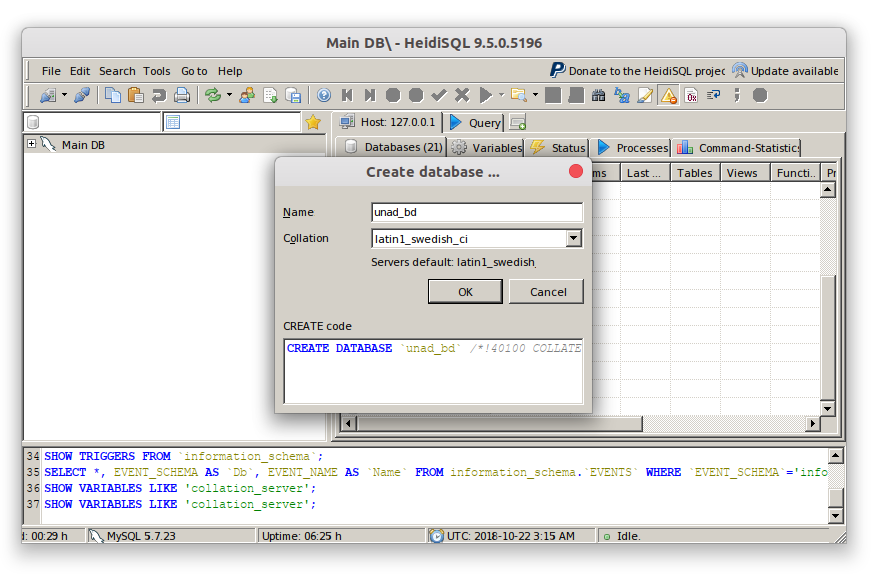 Main DB\ - HeidiSQL 9.5.0.5196
File Edit Search Tools Go to Help
Donate to the HeidiSQL projec Update available
Host: 127.0.0.1 Query
Main DB
Databases (21) Variables Status Processes Command-Statistics
ms Last ... Tables Views Functi.. Pr
Create database ...
Name unad_bd
Collation latin1_swedish_ci
Servers default: latin1_swedish_
OK Cancel
CREATE code
CREATE DATABASE `unad_bd` /*!40100 COLLATE
34 SHOW TRIGGERS FROM `information_schema`;
35 SELECT *, EVENT_SCHEMA AS `Db`, EVENT_NAME AS `Name` FROM information_schema.`EVENTS` WHERE `EVENT_SCHEMA`='info
36 SHOW VARIABLES LIKE 'collation_server';
37 SHOW VARIABLES LIKE 'collation_server';
d: 00:29 h MySQL 5.7.23 Uptime: 06:25 h UTC: 2018-10-22 3:15 AM Idle.